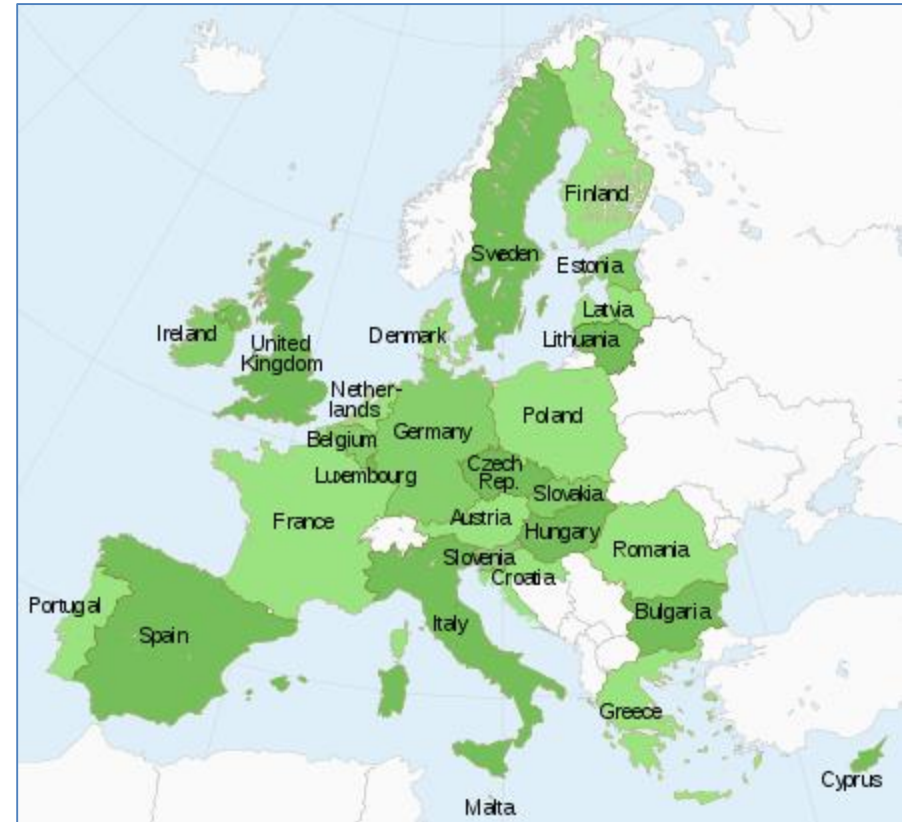 Finland
Sweden
Estonia
Latvia
Lithuania
Ireland
United
Kingdom
Denmark
Nether-
lands
Belgium
Germany
Poland
Luxembourg
Czech
Rep.
Slovakia
France
Austria
Hungary
Romania
Slovenia
Croatia
Portugal
Spain
Italy
Bulgaria
Greece
Cyprus
Malta